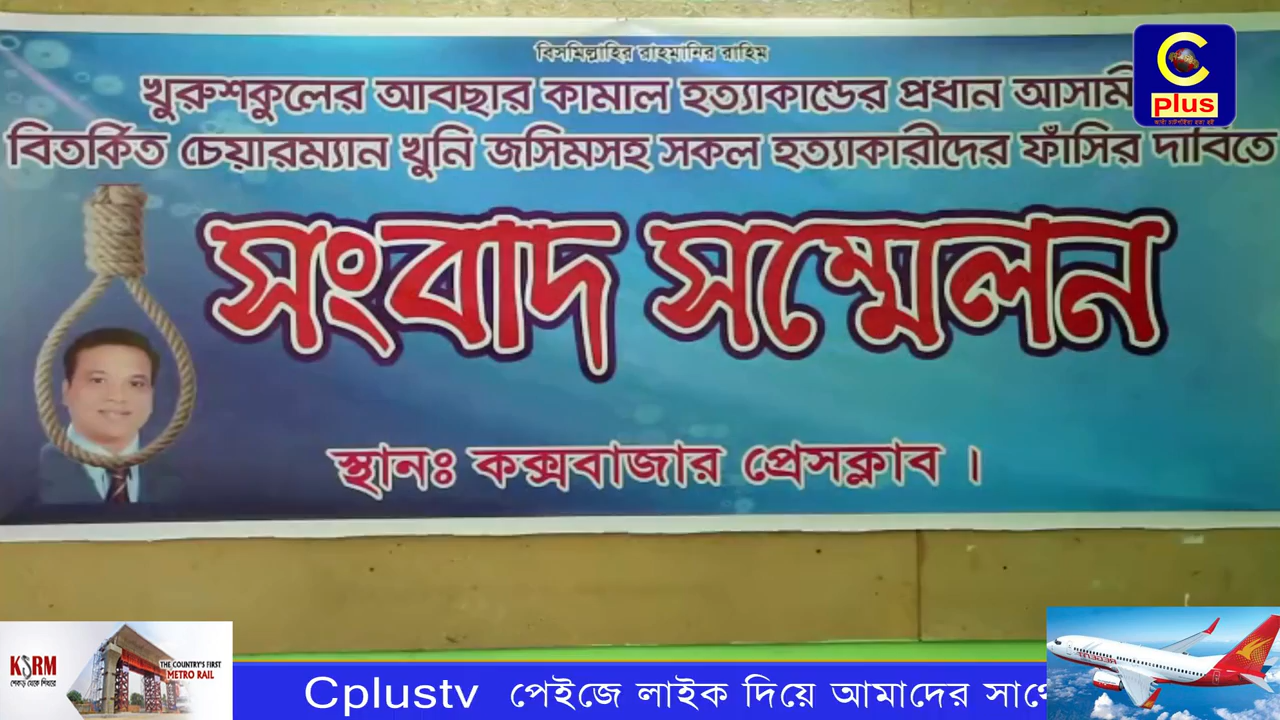 বিসমিল্লাহির রাহমানির রাহিম
খুরুশকুলের আবছার কামাল হত্যাকান্ডের প্রধান আসামী
বিতর্কিত চেয়ারম্যান খুনি জসিমসহ সকল হত্যাকারীদের ফাঁসির দাবিতে
সংবাদ সম্মেলন
স্থানঃ কক্সবাজার প্রেসক্লাব ।
C
plus
KSRM
THE COUNTRY'S FIRST
METRO RAIL
Cplustv পেইজে লাইক দিয়ে আমাদের সাথে